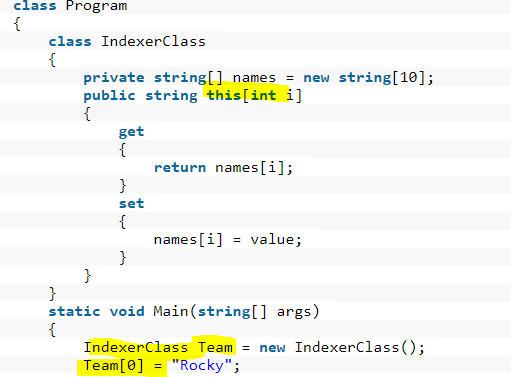 class Program
{
class IndexerClass
{
private string[] names = new string[10];
public string this[int i]
{
get
{
return names[i];
}
set
{
names[i] = value;
}
}
}
static void Main(string[] args)
{
IndexerClass Team = new IndexerClass();
Team[0] = "Rocky";